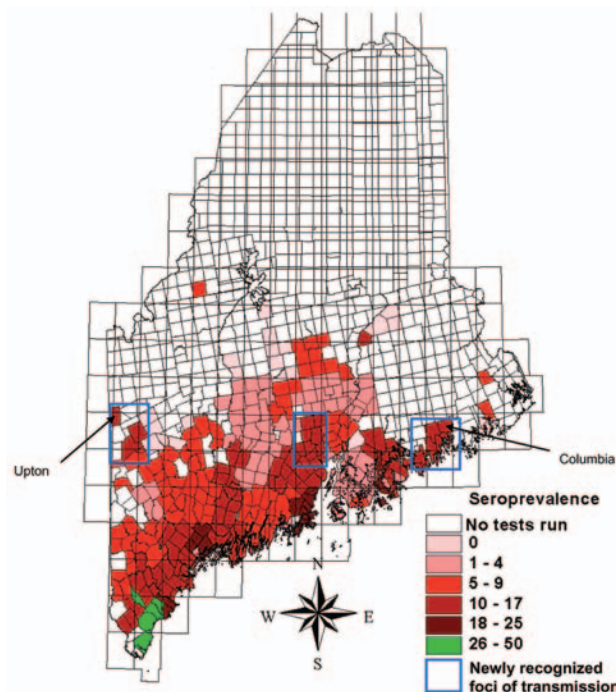 Upton
Columbia
Seroprevalence
No tests run
0
1 - 4
5 - 9
10 - 17
18 - 25
26 - 50
Newly recognized
foci of transmission
N
W E
S